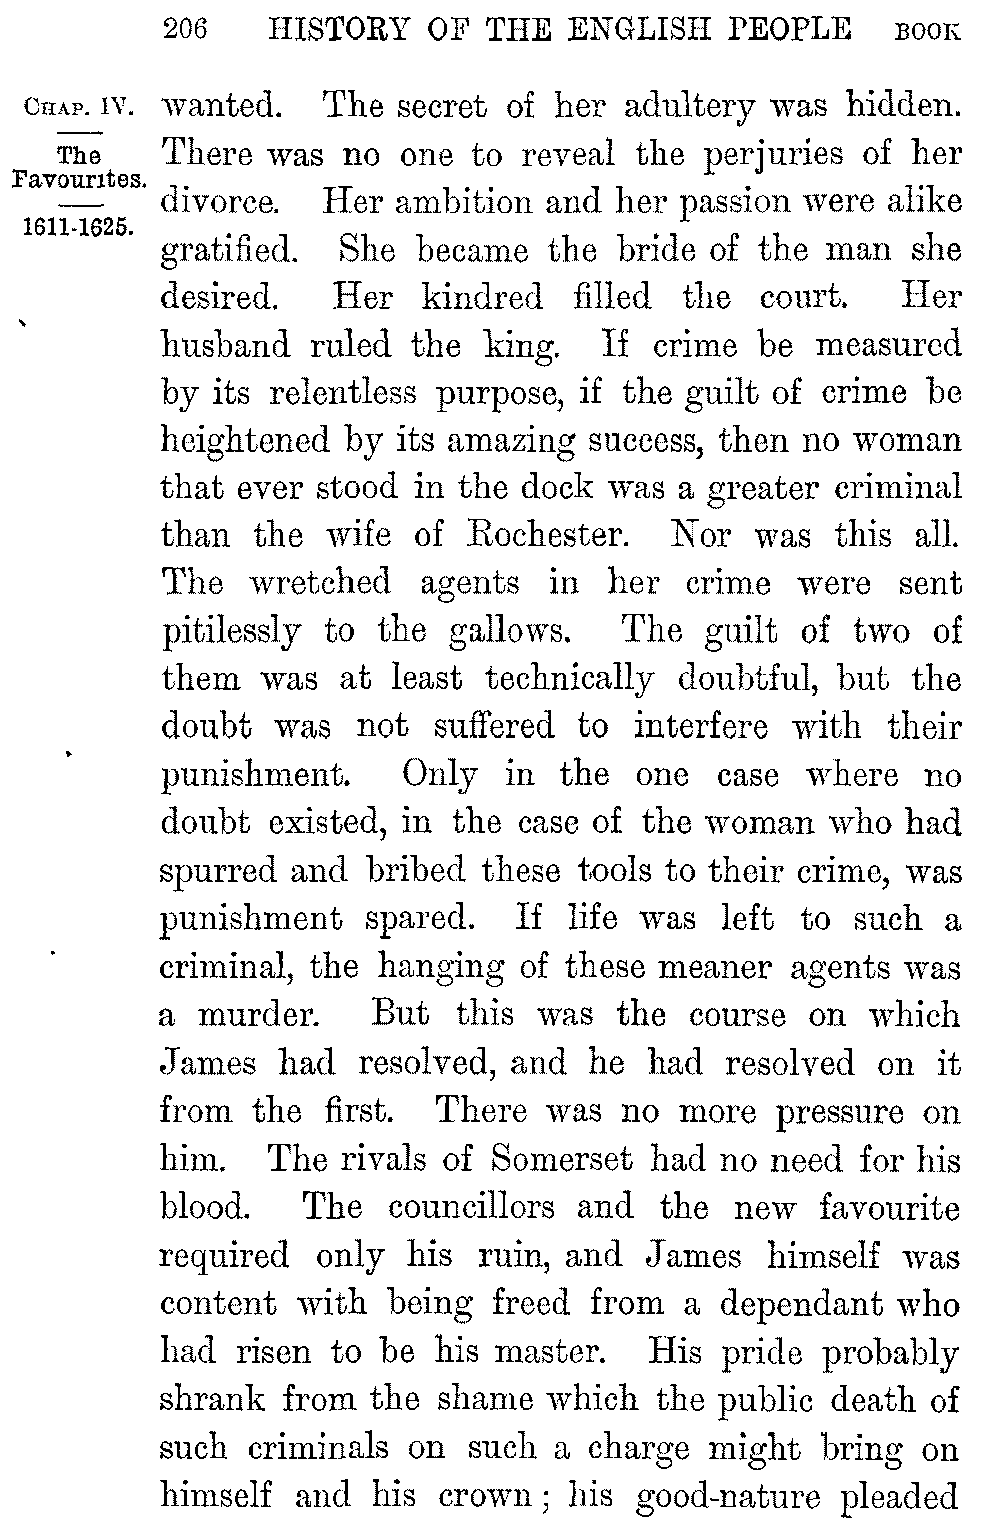 206 HISTORY OF THE ENGLISH PEOPLE BOOK
CHAP. IV.
The
Favourites.
1611-1625.
wanted. The secret of her adultery was hidden.
There was no one to reveal the perjuries of her
divorce. Her ambition and her passion were alike
gratified. She became the bride of the man she
desired. Her kindred filled the court. Her
husband ruled the king. If crime be measured
by its relentless purpose, if the guilt of crime be
heightened by its amazing success, then no woman
that ever stood in the dock was a greater criminal
than the wife of Rochester. Nor was this all.
The wretched agents in her crime were sent
pitilessly to the gallows. The guilt of two of
them was at least technically doubtful, but the
doubt was not suffered to interfere with their
punishment. Only in the one case where no
doubt existed, in the case of the woman who had
spurred and bribed these tools to their crime, was
punishment spared. If life was left to such a
criminal, the hanging of these meaner agents was
a murder. But this was the course on which
James had resolved, and he had resolved on it
from the first. There was no more pressure on
him. The rivals of Somerset had no need for his
blood. The councillors and the new favourite
required only his ruin, and James himself was
content with being freed from a dependant who
had risen to be his master. His pride probably
shrank from the shame which the public death of
such criminals on such a charge might bring on
himself and his crown; his good-nature pleaded